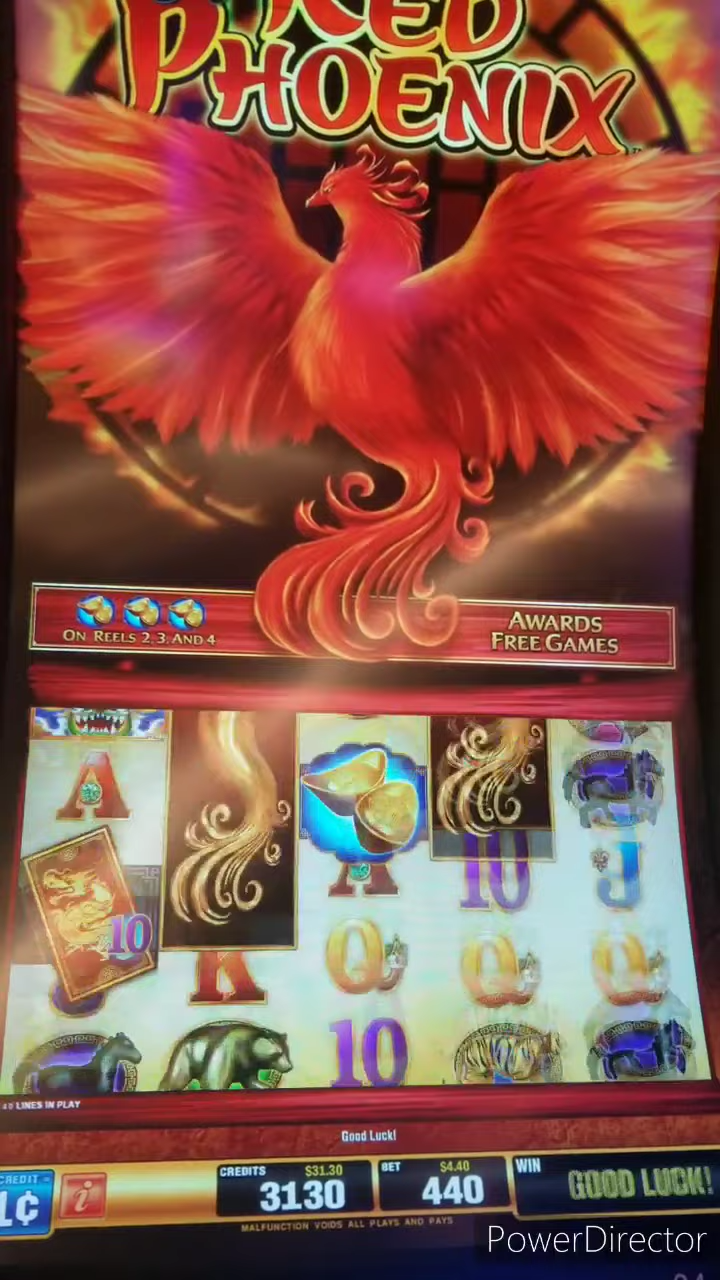 RED
PHOENIX
ON REELS 2, 3, AND 4
AWARDS
FREE GAMES
A
10
K
A
Q
10
10
Q
J
Q
40 LINES IN PLAY
Good Luck!
CREDIT =
1¢
i
CREDITS
$31.30
3130
BET
$4.40
440
WIN
GOOD LUCK!
MALFUNCTION VOIDS ALL PLAYS AND PAYS
PowerDirector